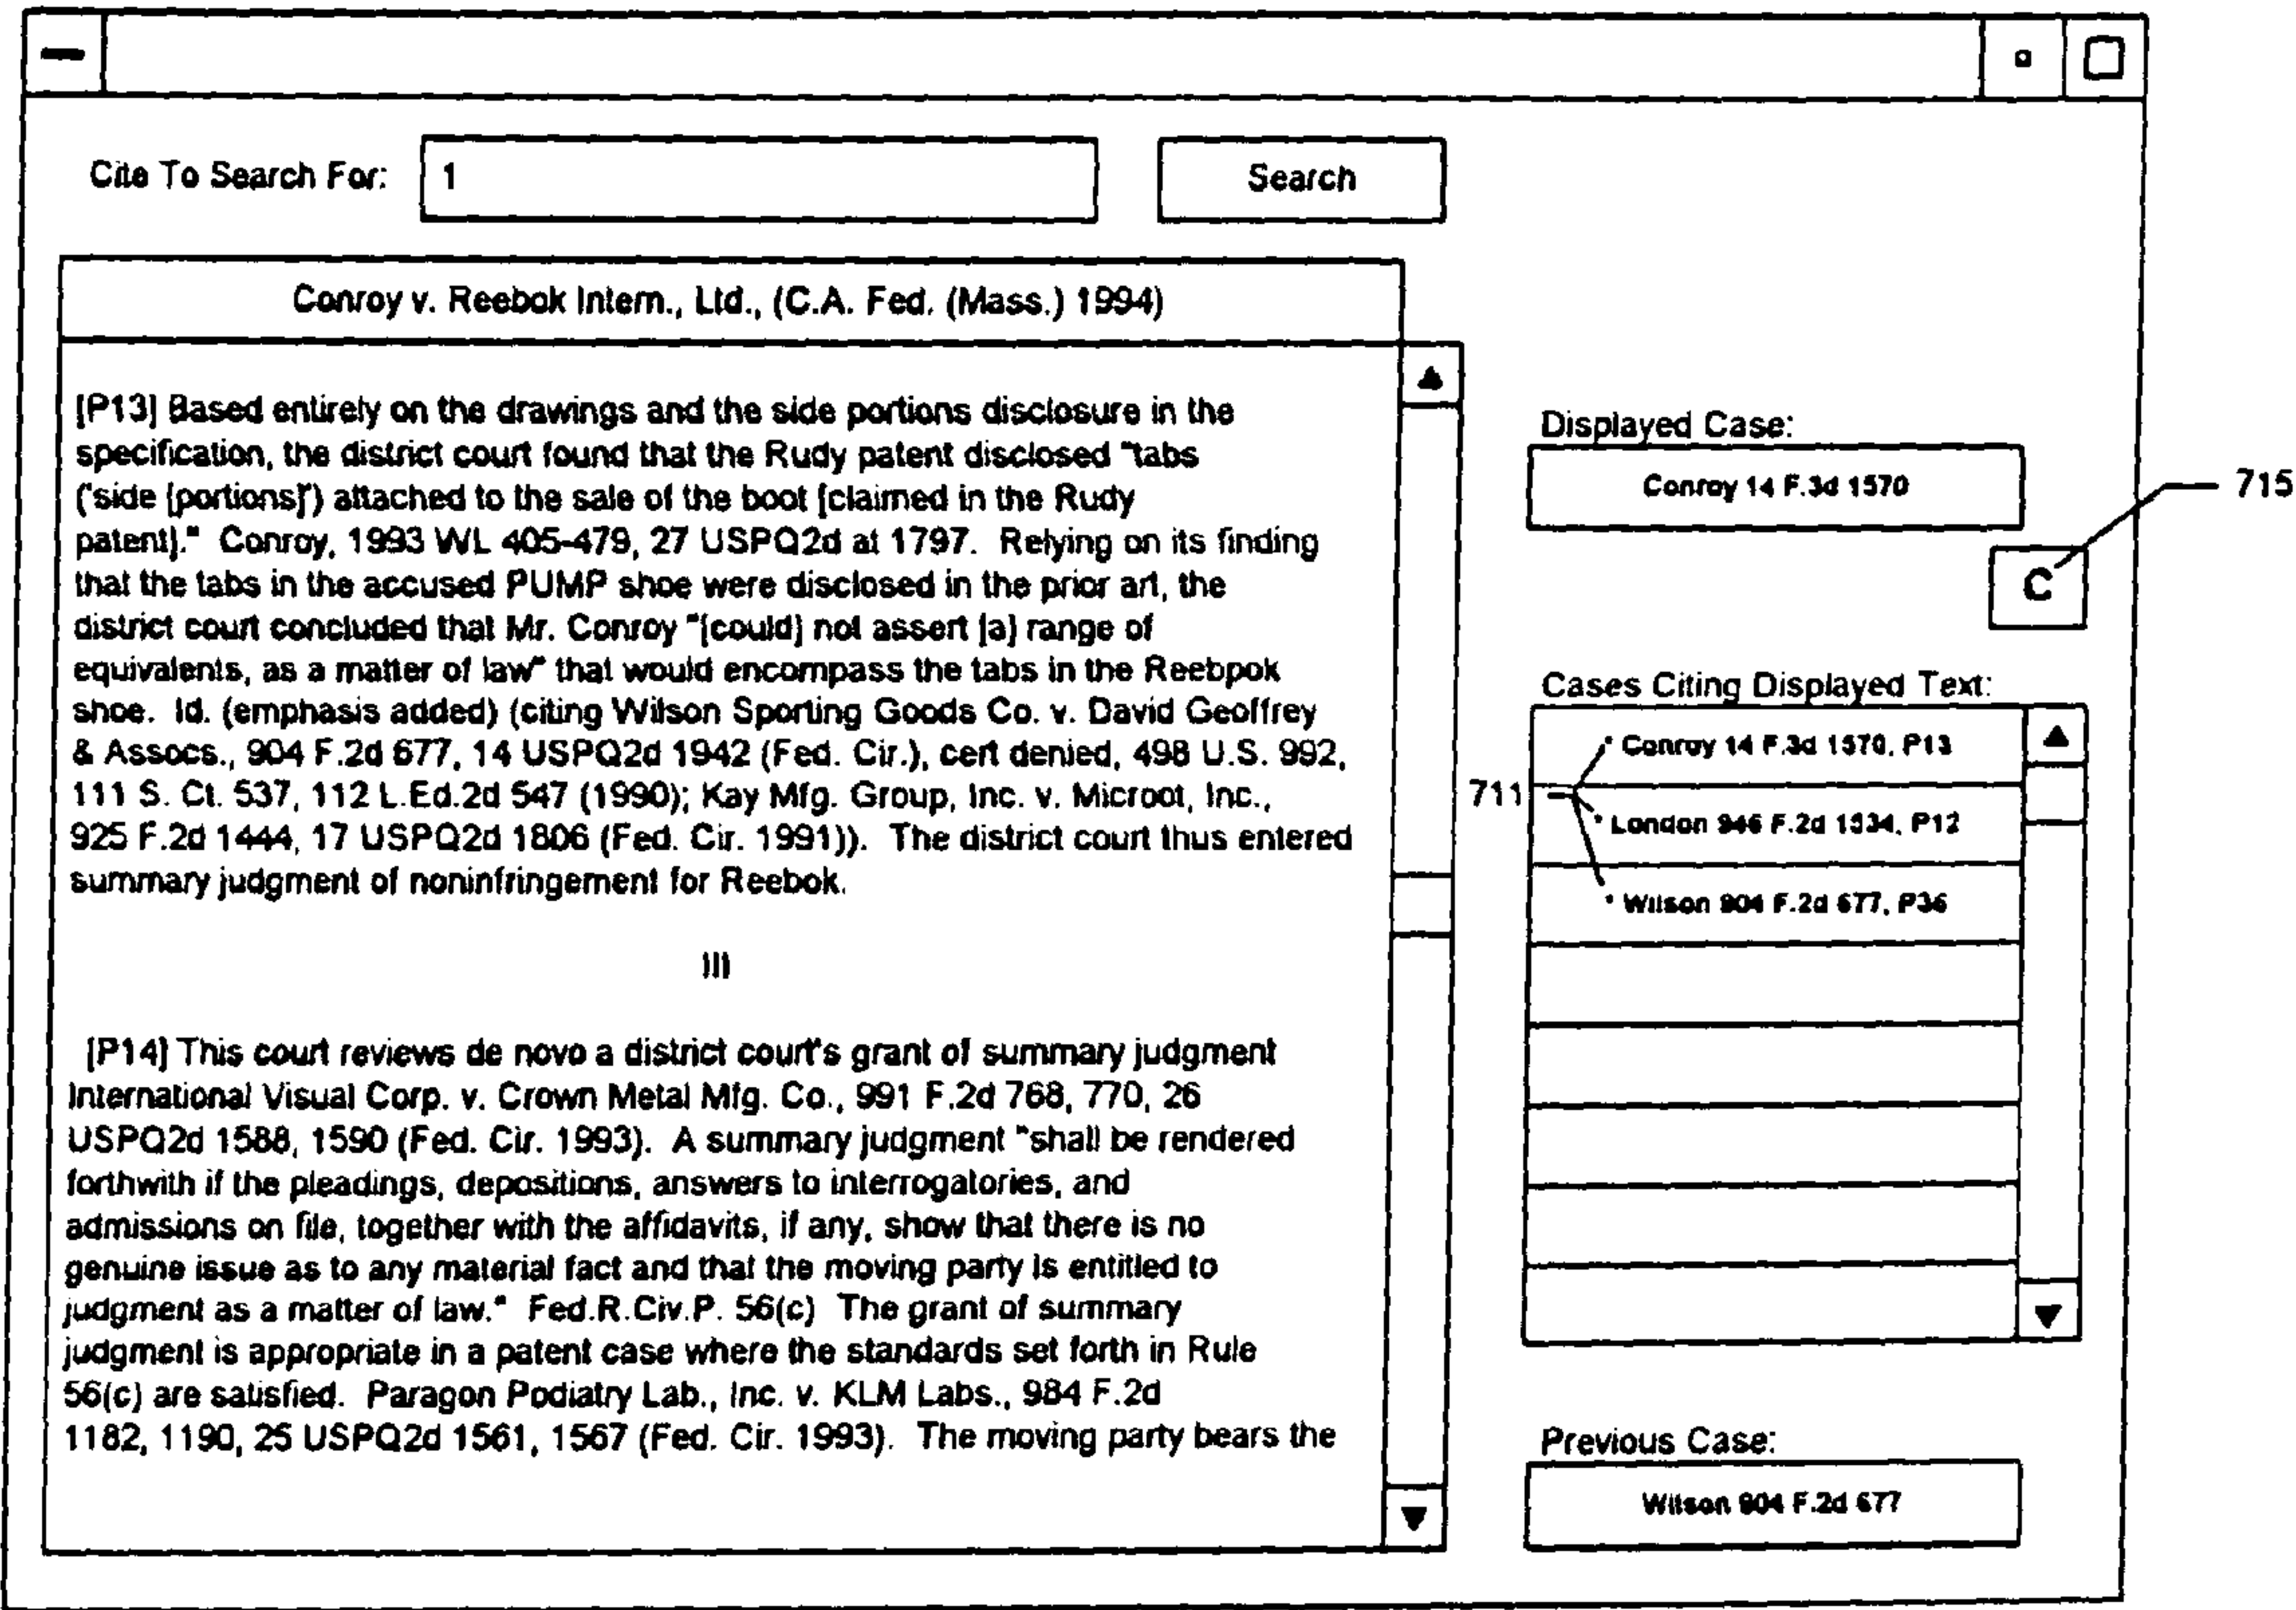 Cite To Search For: 1 Search
Conroy v. Reebok Intern., Ltd., (C.A. Fed. (Mass.) 1994)
[P13] Based entirely on the drawings and the side portions disclosure in the
specification, the district court found that the Rudy patent disclosed "tabs
('side [portions]') attached to the sale of the boot [claimed in the Rudy
patent]." Conroy, 1993 WL 405-479, 27 USPQ2d at 1797. Relying on its finding
that the tabs in the accused PUMP shoe were disclosed in the prior art, the
district court concluded that Mr. Conroy "[could] not assert [a] range of
equivalents, as a matter of law" that would encompass the tabs in the Reebpok
shoe. Id. (emphasis added) (citing Wilson Sporting Goods Co. v. David Geoffrey
& Assocs., 904 F.2d 677, 14 USPQ2d 1942 (Fed. Cir.), cert denied, 498 U.S. 992,
111 S. Ct. 537, 112 L.Ed.2d 547 (1990); Kay Mfg. Group, Inc. v. Microot, Inc.,
925 F.2d 1444, 17 USPQ2d 1806 (Fed. Cir. 1991)). The district court thus entered
summary judgment of noninfringement for Reebok.
III
[P14] This court reviews de novo a district court's grant of summary judgment
International Visual Corp. v. Crown Metal Mfg. Co., 991 F.2d 768, 770, 26
USPQ2d 1588, 1590 (Fed. Cir. 1993). A summary judgment "shall be rendered
forthwith if the pleadings, depositions, answers to interrogatories, and
admissions on file, together with the affidavits, if any, show that there is no
genuine issue as to any material fact and that the moving party is entitled to
judgment as a matter of law." Fed.R.Civ.P. 56(c) The grant of summary
judgment is appropriate in a patent case where the standards set forth in Rule
56(c) are satisfied. Paragon Podiatry Lab., Inc. v. KLM Labs., 984 F.2d
1182, 1190, 25 USPQ2d 1561, 1567 (Fed. Cir. 1993). The moving party bears the
Displayed Case:
Conroy 14 F.3d 1570
715
C
Cases Citing Displayed Text:
* Conroy 14 F.3d 1570, P13
711
* London 946 F.2d 1534, P12
* Wilson 904 F.2d 677, P36
Previous Case:
Wilson 904 F.2d 677